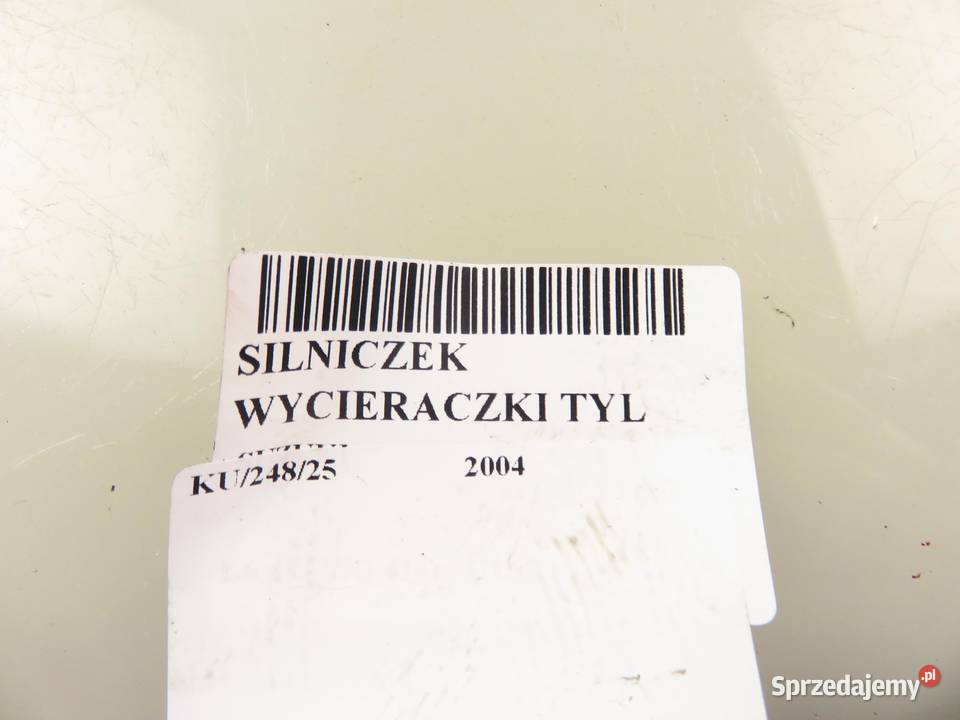 SILNICZEK
WYCIERACZKI TYL
KU/248/25 2004
Sprzedajemy.pl